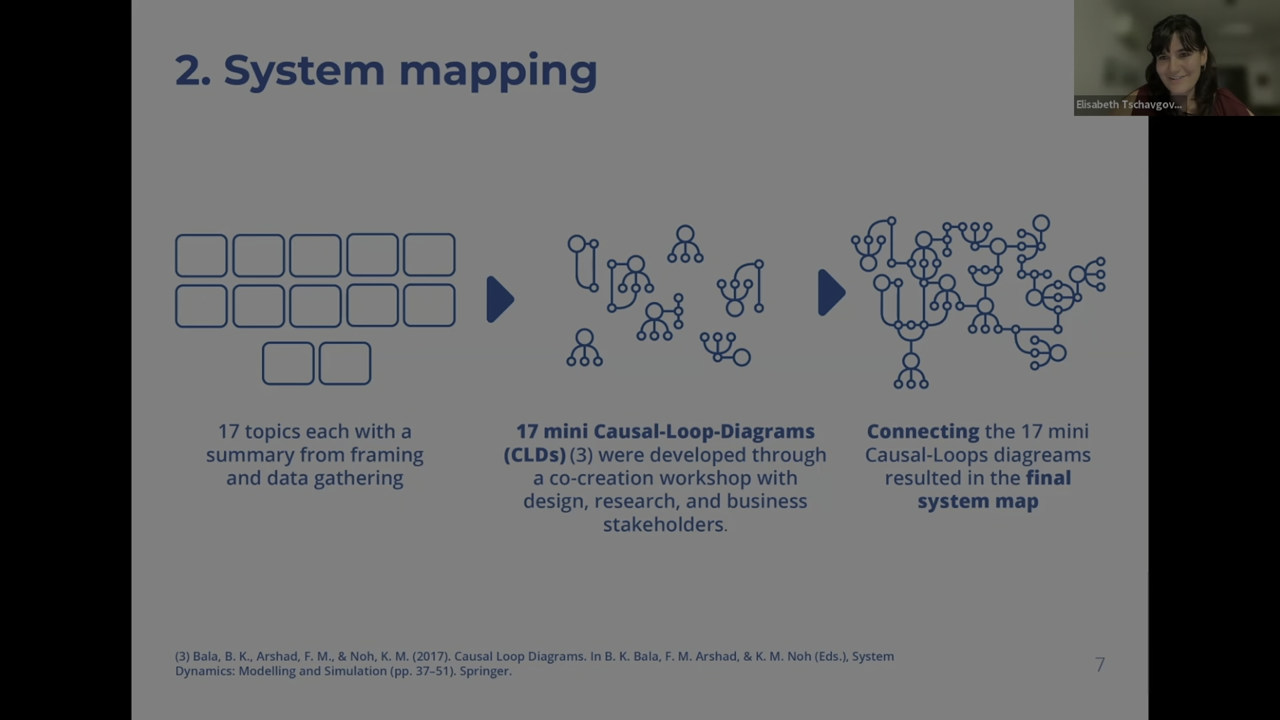 2. System mapping
Elisabeth Tschavgov...
17 topics each with a
summary from framing
and data gathering
17 mini Causal-Loop-Diagrams
(CLDs) (3) were developed through
a co-creation workshop with
design, research, and business
stakeholders.
Connecting the 17 mini
Causal-Loops diagreams
resulted in the final
system map
(3) Bala, B. K., Arshad, F. M., & Noh, K. M. (2017). Causal Loop Diagrams. In B. K. Bala, F. M. Arshad, & K. M. Noh (Eds.), System
Dynamics: Modelling and Simulation (pp. 37–51). Springer.
7